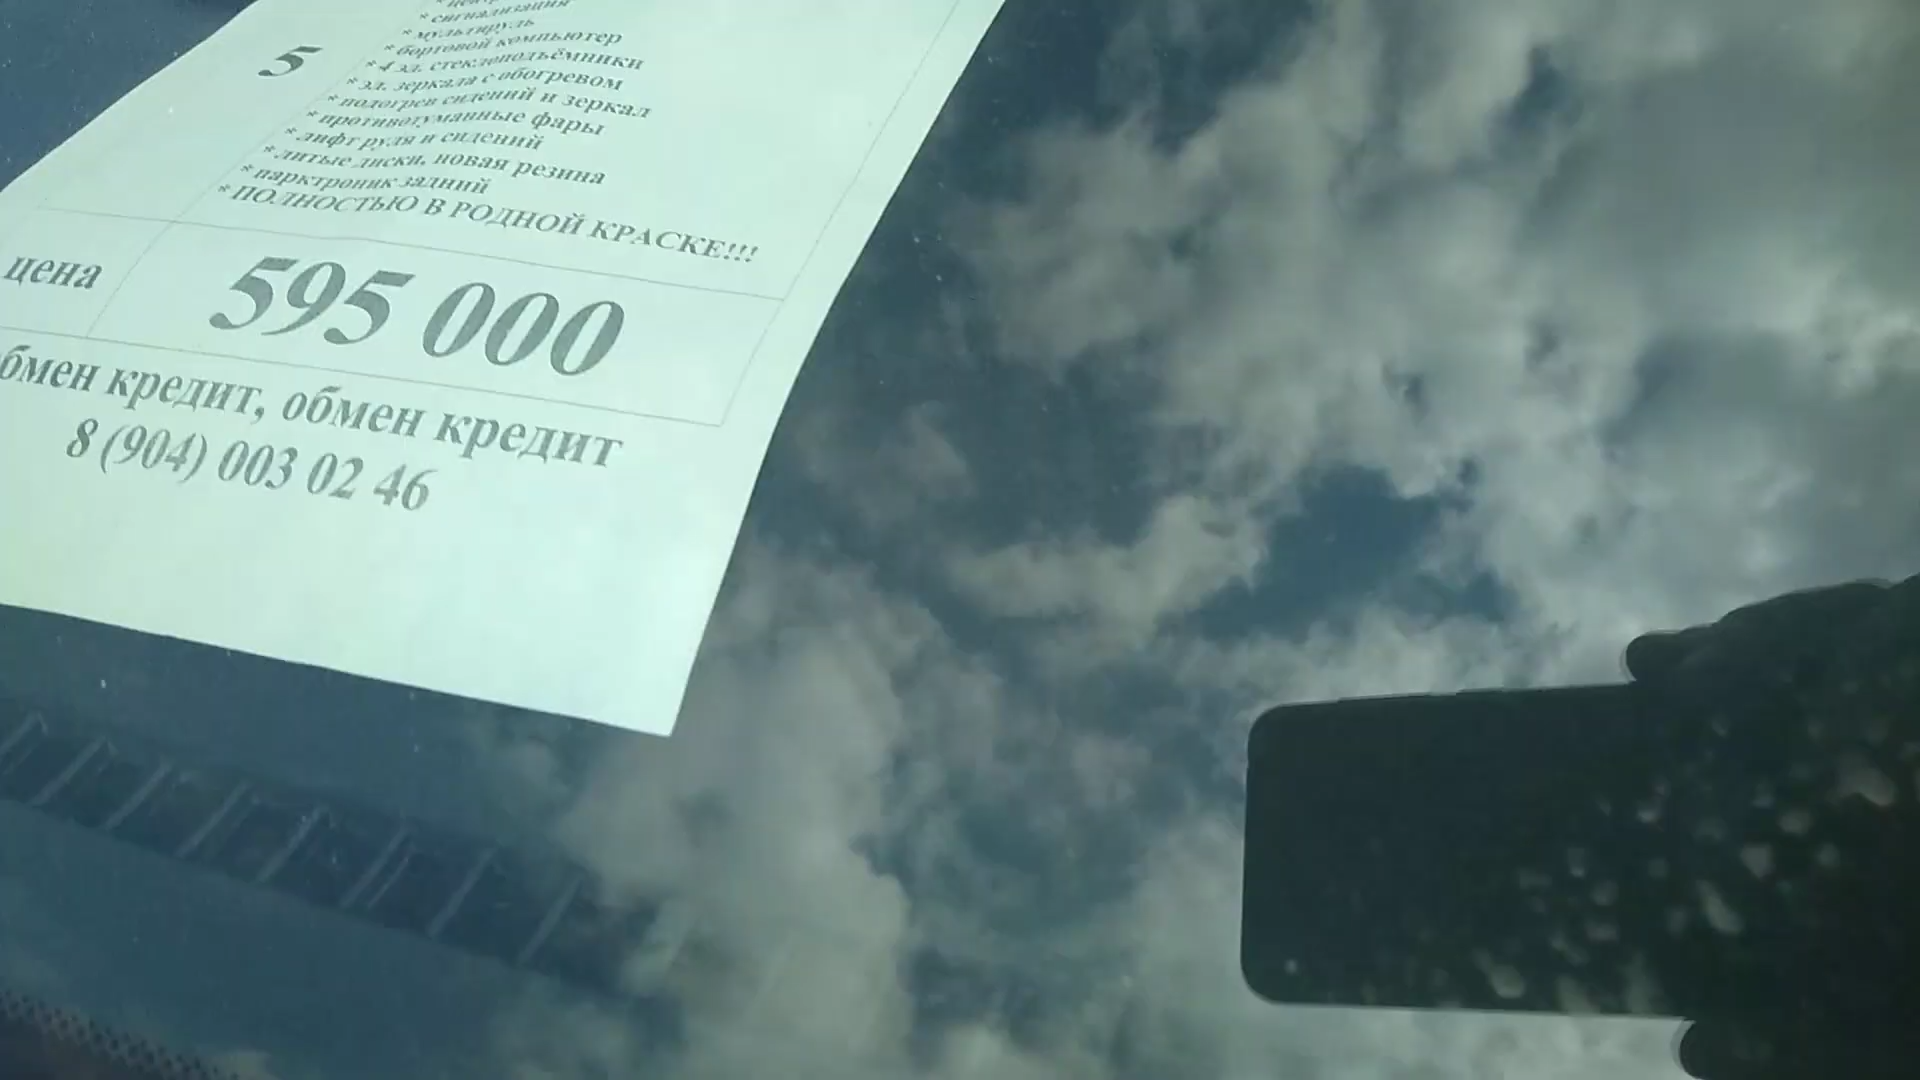 * сигнализация
* мультируль
* бортовой компьютер
* 4 эл. стеклоподъёмники
* эл. зеркала с обогревом
* подогрев сидений и зеркал
* противотуманные фары
* лифт руля и сидений
* литые диски, новая резина
* парктроник задний
* ПОЛНОСТЬЮ В РОДНОЙ КРАСКЕ!!!
5
цена 595 000
бмен кредит, обмен кредит
8 (904) 003 02 46